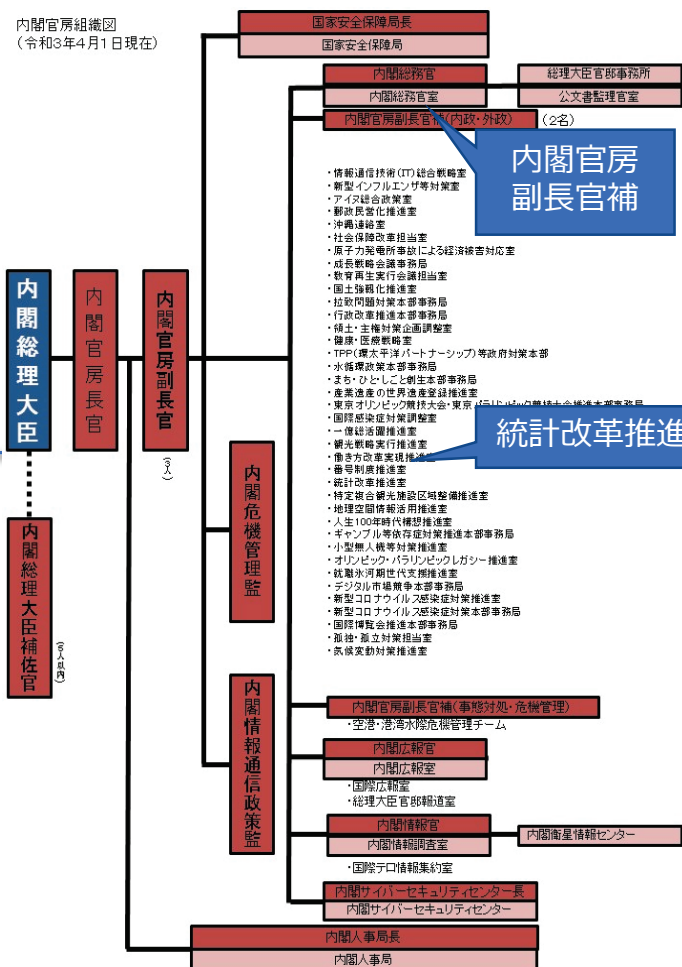 内閣官房組織図
(令和3年4月1日現在)
国家安全保障局長
国家安全保障局
内閣総務官
内閣総務官室
総理大臣官邸事務所
公文書監理官室
内閣官房副長官補(内政・外政)
(2名)
内閣官房
副長官補
・情報通信技術(IT)総合戦略室
・新型インフルエンザ等対策室
・アイヌ総合政策室
・郵政民営化推進室
・沖縄連絡室
・社会保障改革担当室
・原子力発電所事故による経済被害対応室
・成長戦略会議事務局
・教育再生実行会議担当室
・国土強靱化推進室
・拉致問題対策本部事務局
・行政改革推進本部事務局
・領土・主権対策企画調整室
・健康・医療戦略室
・TPP(環太平洋パートナーシップ)等政府対策本部
・水循環政策本部事務局
・まち・ひと・しごと創生本部事務局
・産業遺産の世界遺産登録推進室
・東京オリンピック競技大会・東京パラリンピック競技大会推進本部事務局
・国際感染症対策調整室
・一億総活躍推進室
・観光戦略実行推進室
・働き方改革実現推進室
・番号制度推進室
・統計改革推進室
・特定複合観光施設区域整備推進室
・地理空間情報活用推進室
・人生100年時代構想推進室
・ギャンブル等依存症対策推進本部事務局
・小型無人機等対策推進室
・オリンピック・パラリンピックレガシー推進室
・就職氷河期世代支援推進室
・デジタル市場競争本部事務局
・新型コロナウイルス感染症対策推進室
・新型コロナウイルス感染症対策本部事務局
・国際博覧会推進本部事務局
・孤独・孤立対策担当室
・気候変動対策推進室
統計改革推進
内閣総理大臣
内閣官房長官
内閣官房副長官
(3人)
内閣総理大臣補佐官
(5人以内)
内閣危機管理監
内閣情報通信政策監
内閣官房副長官補(事態対処・危機管理)
・空港・港湾水際危機管理チーム
内閣広報官
内閣広報室
・国際広報室
・総理大臣官邸報道室
内閣情報官
内閣情報調査室
内閣衛星情報センター
・国際テロ情報集約室
内閣サイバーセキュリティセンター長
内閣サイバーセキュリティセンター
内閣人事局長
内閣人事局